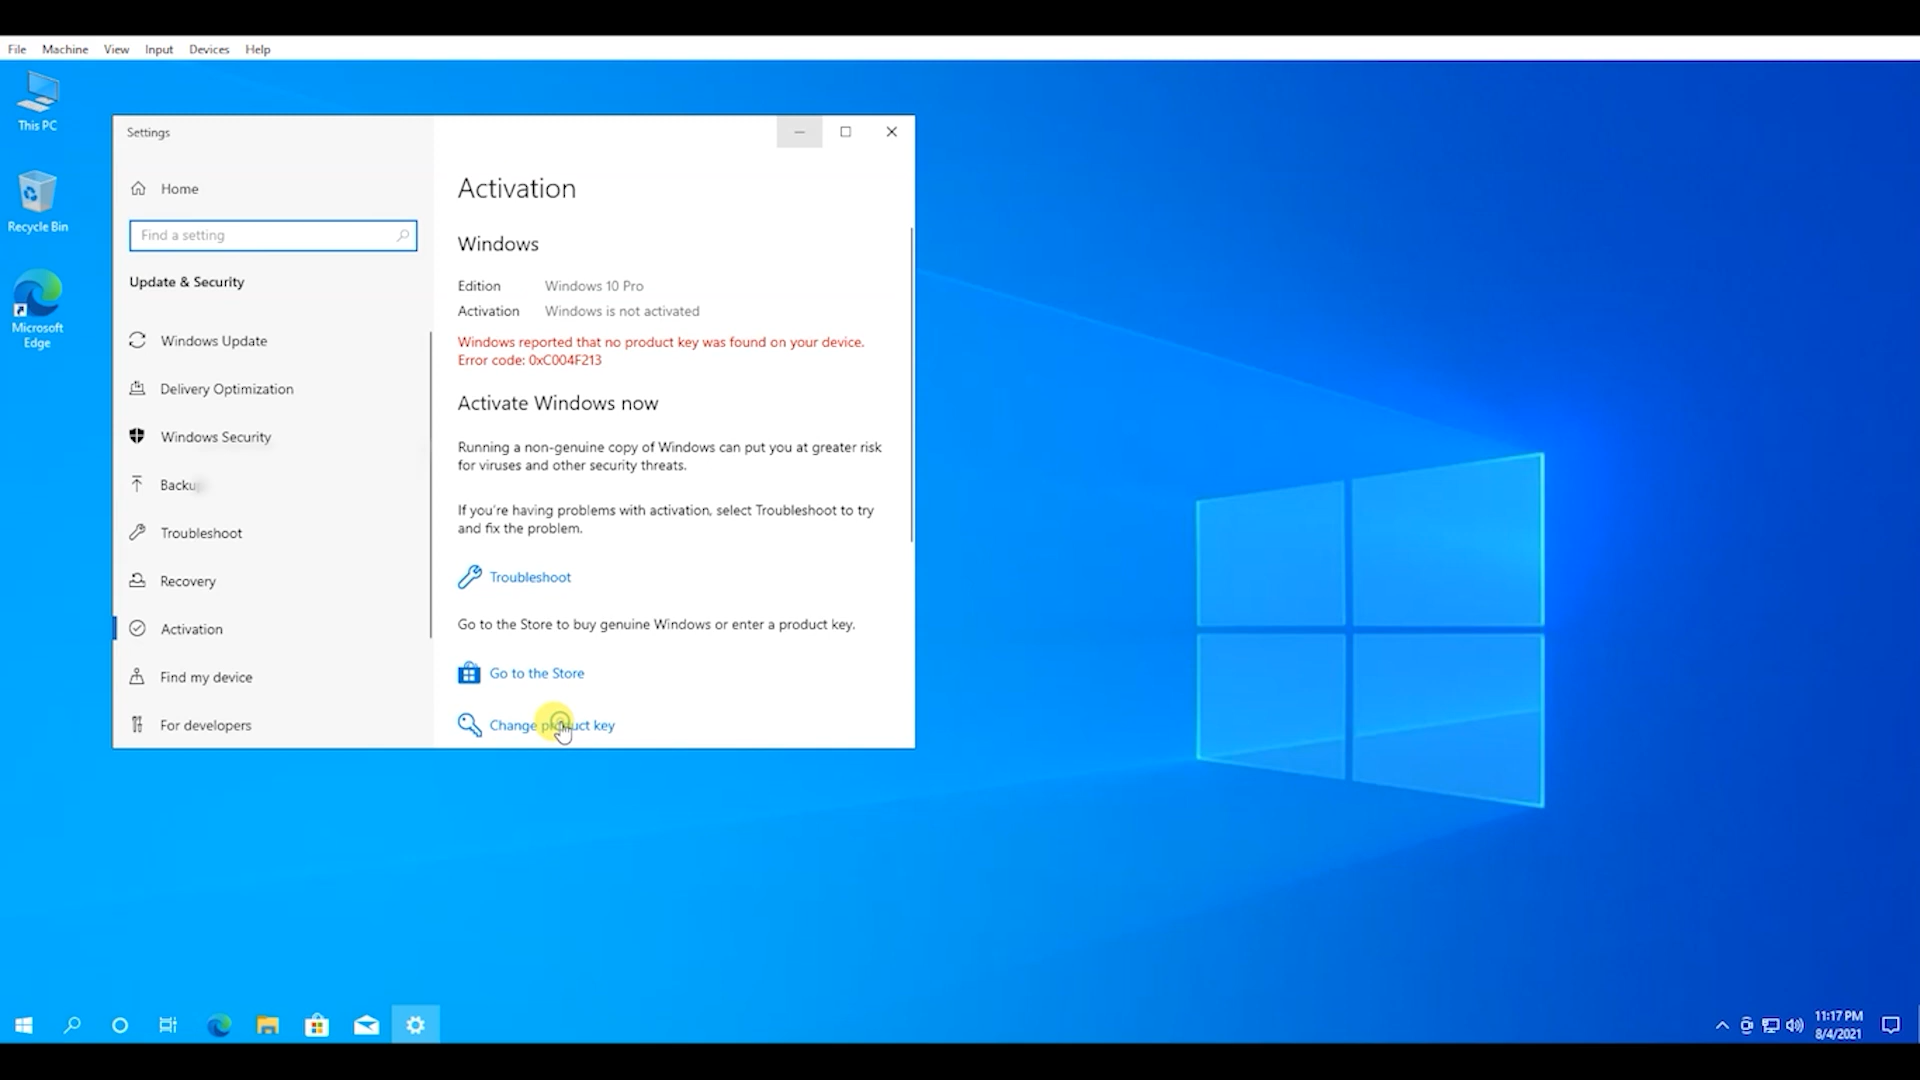 File Machine View Input Devices Help
This PC
Recycle Bin
Microsoft
Edge
Settings
Home
Find a setting
Update & Security
Windows Update
Delivery Optimization
Windows Security
Backup
Troubleshoot
Recovery
Activation
Find my device
For developers
Activation
Windows
Edition Windows 10 Pro
Activation Windows is not activated
Windows reported that no product key was found on your device.
Error code: 0xC004F213
Activate Windows now
Running a non-genuine copy of Windows can put you at greater risk
for viruses and other security threats.
If you're having problems with activation, select Troubleshoot to try
and fix the problem.
Troubleshoot
Go to the Store to buy genuine Windows or enter a product key.
Go to the Store
Change product key
11:17 PM
8/4/2021